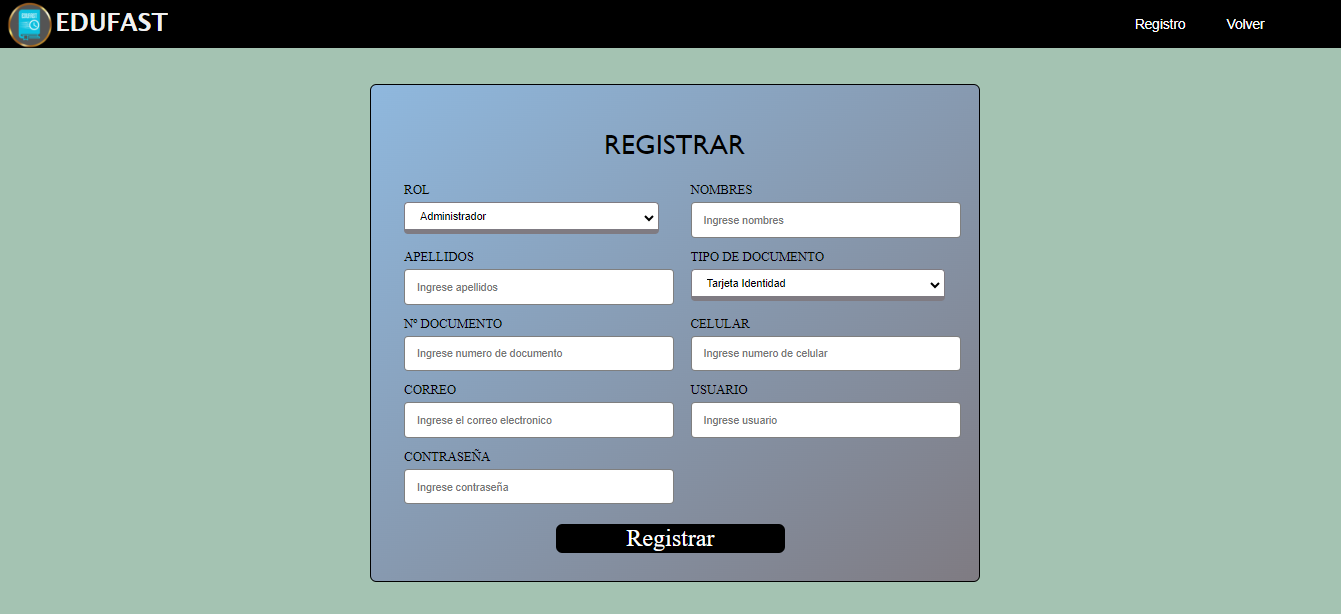 EDUFAST
Registro Volver
REGISTRAR
ROL NOMBRES
Administrador Ingrese nombres
APELLIDOS TIPO DE DOCUMENTO
Ingrese apellidos Tarjeta Identidad
Nº DOCUMENTO CELULAR
Ingrese numero de documento Ingrese numero de celular
CORREO USUARIO
Ingrese el correo electronico Ingrese usuario
CONTRASEÑA
Ingrese contraseña
Registrar